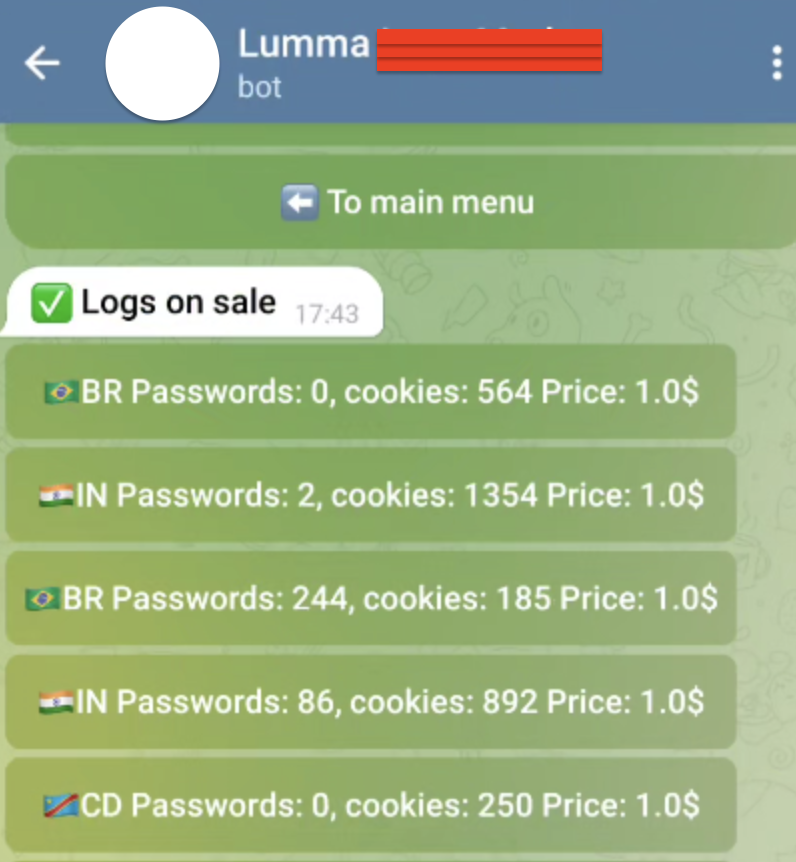 Lumma
bot
To main menu
Logs on sale 17:43
BR Passwords: 0, cookies: 564 Price: 1.0$
IN Passwords: 2, cookies: 1354 Price: 1.0$
BR Passwords: 244, cookies: 185 Price: 1.0$
IN Passwords: 86, cookies: 892 Price: 1.0$
CD Passwords: 0, cookies: 250 Price: 1.0$